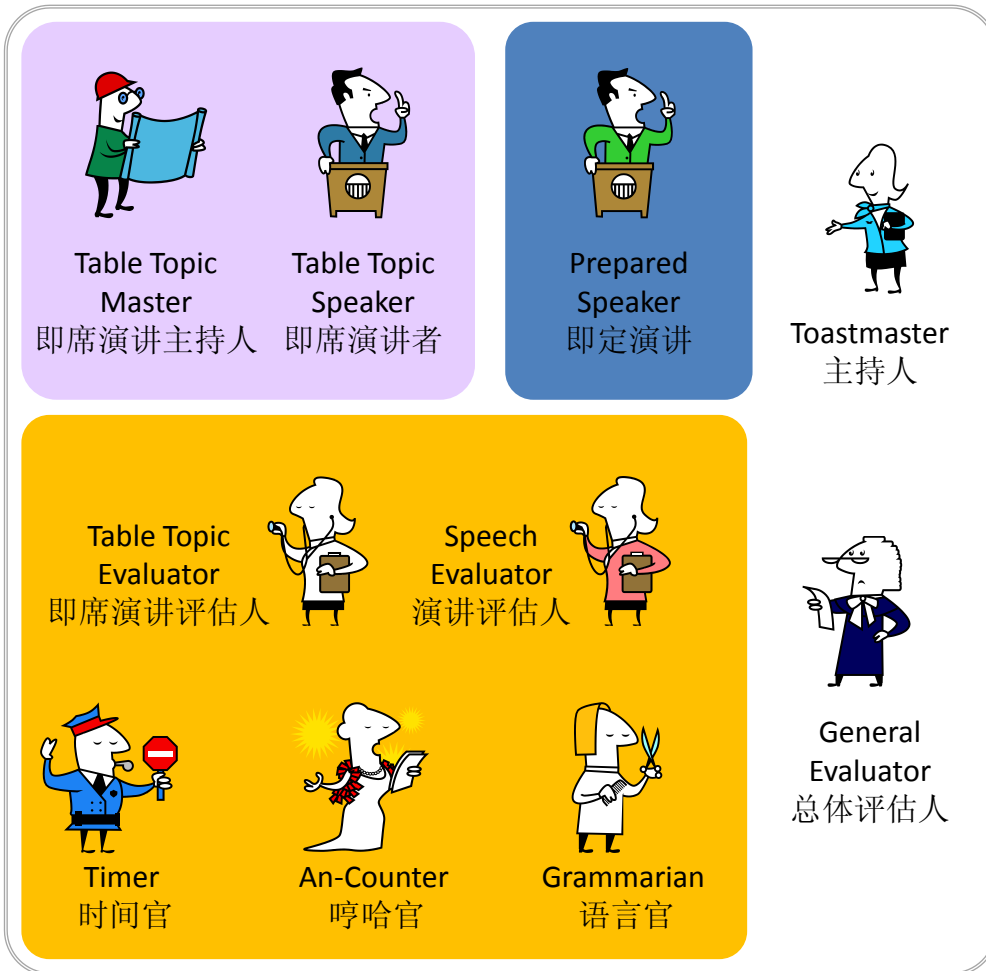 Table Topic
Master
即席演讲主持人
Table Topic
Speaker
即席演讲者
Prepared
Speaker
即定演讲
Toastmaster
主持人
Table Topic
Evaluator
即席演讲评估人
Speech
Evaluator
演讲评估人
General
Evaluator
总体评估人
Timer
时间官
An-Counter
哼哈官
Grammarian
语言官